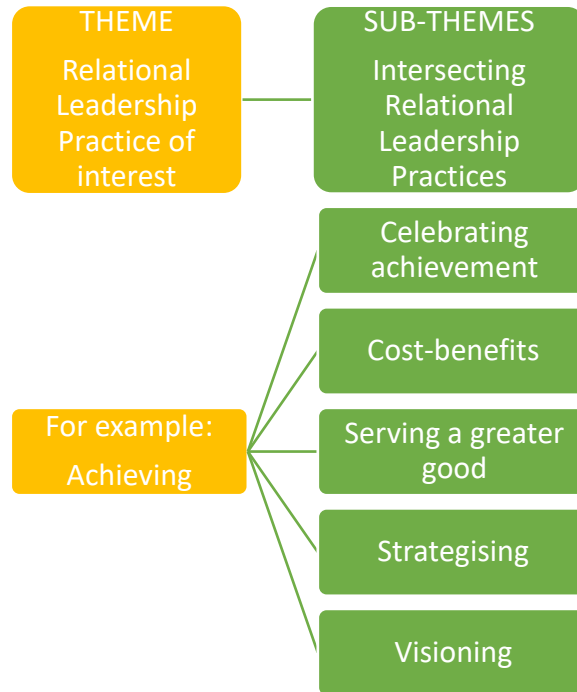 THEME
Relational
Leadership
Practice of
interest
SUB-THEMES
Intersecting
Relational
Leadership
Practices
Celebrating
achievement
Cost-benefits
For example:
Achieving
Serving a greater
good
Strategising
Visioning